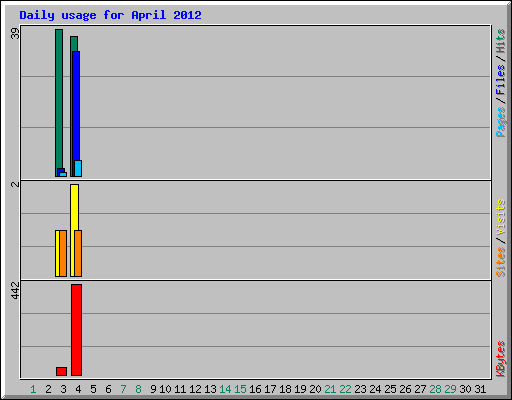 Daily usage for April 2012
39
2
442
Pages/Files/Hits
Sites/Visits
KBytes
1 2 3 4 5 6 7 8 9 10 11 12 13 14 15 16 17 18 19 20 21 22 23 24 25 26 27 28 29 30 31